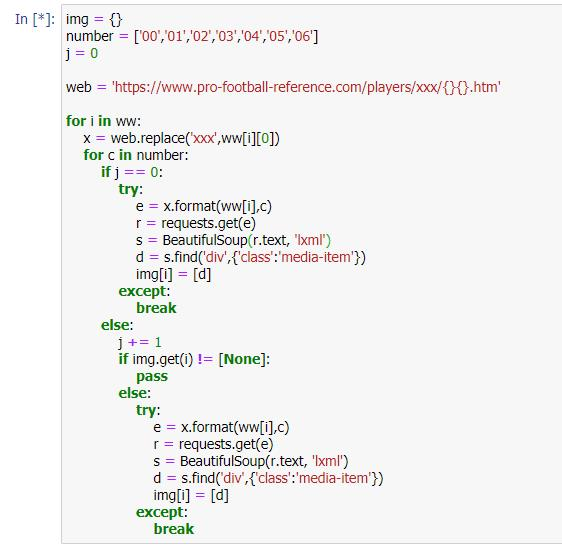 In [*]: img = {}
number = ['00','01','02','03','04','05','06']
j = 0

web = 'https://www.pro-football-reference.com/players/xxx/{}{}.htm'

for i in ww:
    x = web.replace('xxx',ww[i][0])
    for c in number:
        if j == 0:
            try:
                e = x.format(ww[i],c)
                r = requests.get(e)
                s = BeautifulSoup(r.text, 'lxml')
                d = s.find('div',{'class':'media-item'})
                img[i] = [d]
            except:
                break
        else:
            j += 1
            if img.get(i) != [None]:
                pass
            else:
                try:
                    e = x.format(ww[i],c)
                    r = requests.get(e)
                    s = BeautifulSoup(r.text, 'lxml')
                    d = s.find('div',{'class':'media-item'})
                    img[i] = [d]
                except:
                    break